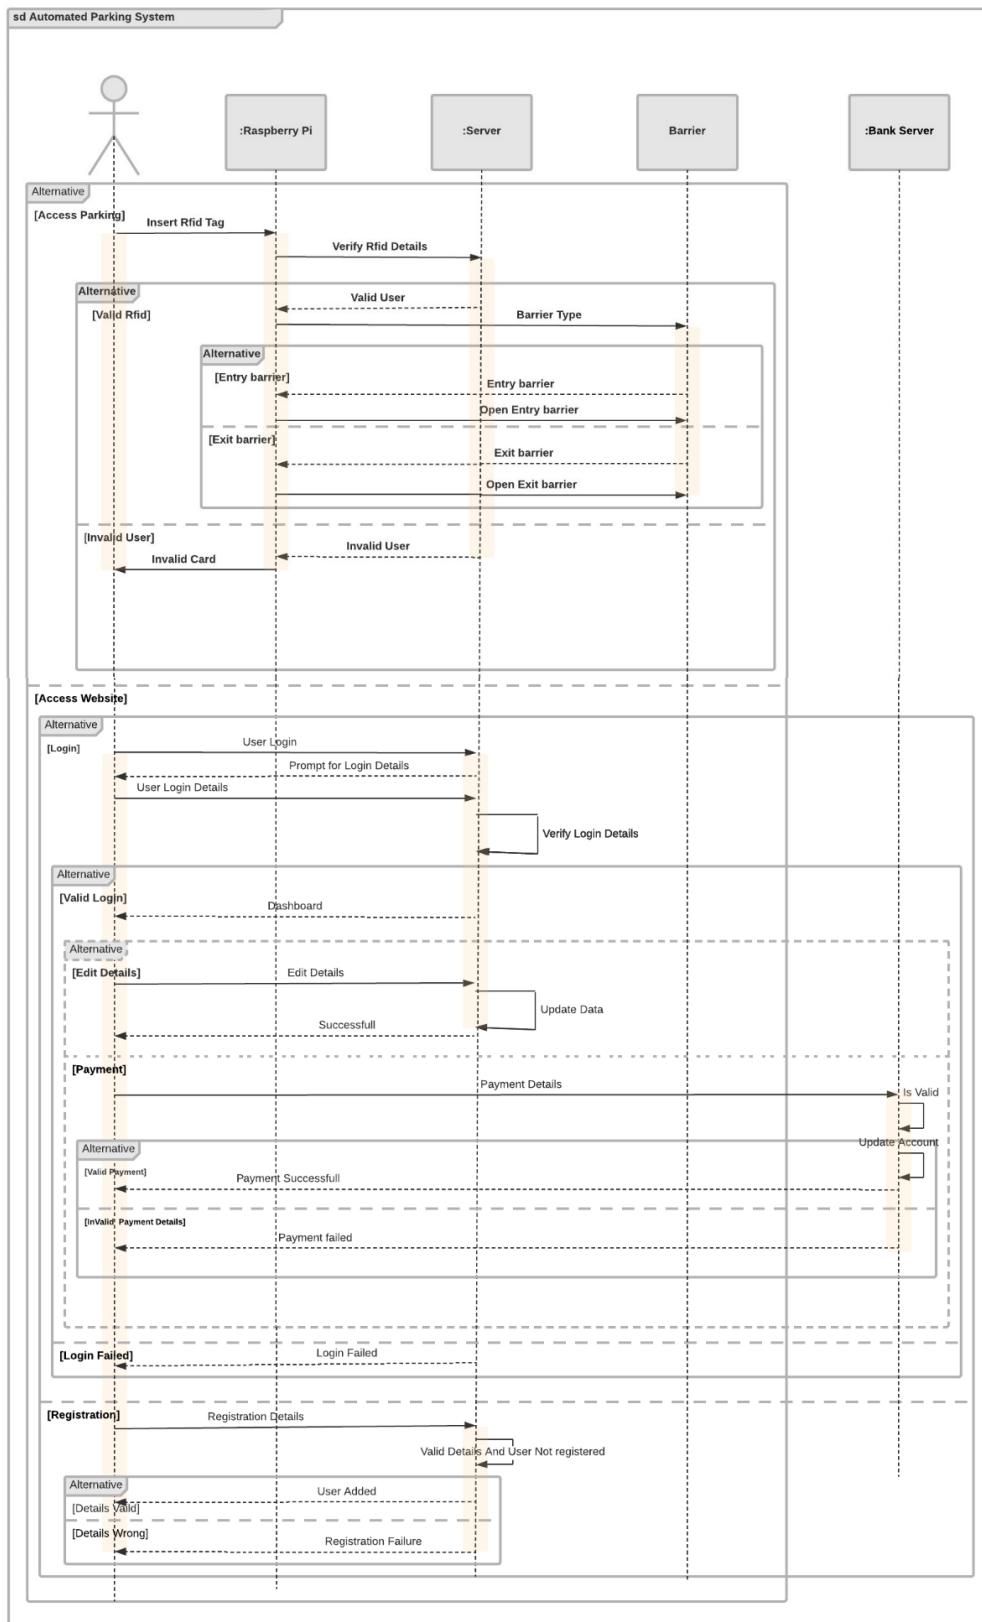 sd Automated Parking System
:Raspberry Pi
:Server
Barrier
:Bank Server
Alternative
[Access Parking]
Insert Rfid Tag
Verify Rfid Details
Alternative
Valid User
[Valid Rfid]
Barrier Type
Alternative
[Entry barrier]
Entry barrier
Open Entry barrier
[Exit barrier]
Exit barrier
Open Exit barrier
[Invalid User]
Invalid User
Invalid Card
[Access Website]
Alternative
[Login]
User Login
Prompt for Login Details
User Login Details
Verify Login Details
Alternative
[Valid Login]
Dashboard
Alternative
[Edit Details]
Edit Details
Update Data
Successfull
[Payment]
Payment Details
Is Valid
Update Account
Alternative
[Valid Payment]
Payment Successfull
[InValid Payment Details]
Payment failed
[Login Failed]
Login Failed
[Registration]
Registration Details
Valid Details And User Not registered
Alternative
User Added
[Details Vaild]
[Details Wrong]
Registration Failure